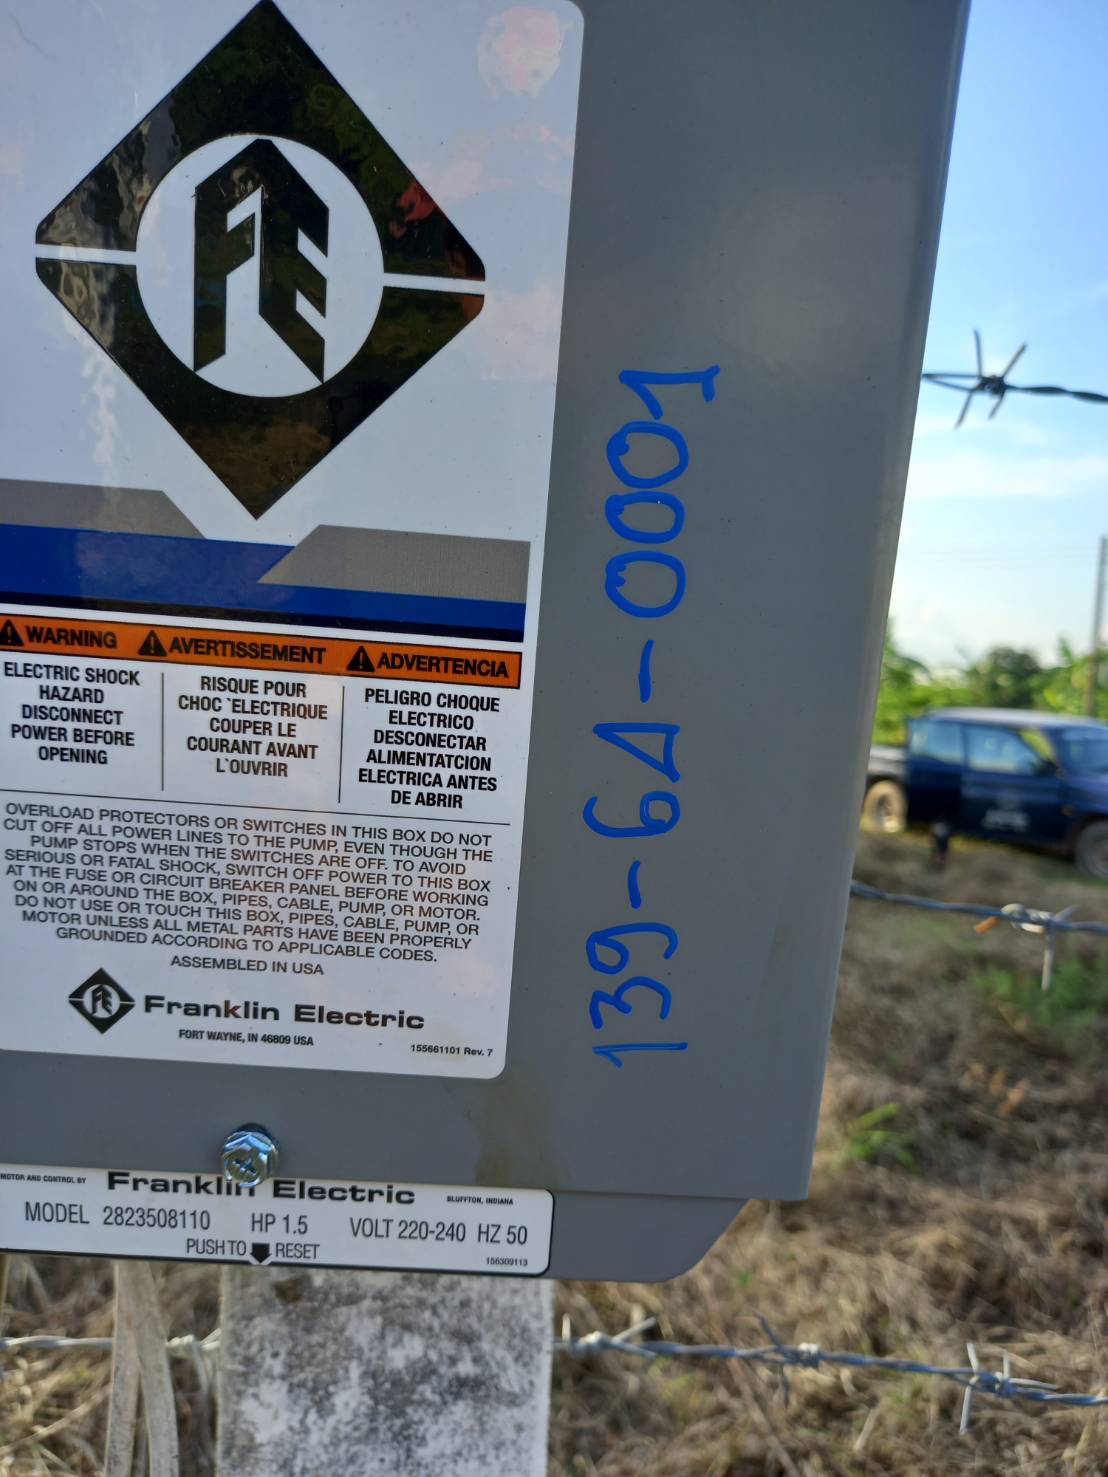 FE
WARNING
ELECTRIC SHOCK
HAZARD
DISCONNECT
POWER BEFORE
OPENING
AVERTISSEMENT
RISQUE POUR
CHOC `ELECTRIQUE
COUPER LE
COURANT AVANT
L`OUVRIR
ADVERTENCIA
PELIGRO CHOQUE
ELECTRICO
DESCONECTAR
ALIMENTATCION
ELECTRICA ANTES
DE ABRIR
OVERLOAD PROTECTORS OR SWITCHES IN THIS BOX DO NOT
CUT OFF ALL POWER LINES TO THE PUMP, EVEN THOUGH THE
PUMP STOPS WHEN THE SWITCHES ARE OFF. TO AVOID
SERIOUS OR FATAL SHOCK, SWITCH OFF POWER TO THIS BOX
AT THE FUSE OR CIRCUIT BREAKER PANEL BEFORE WORKING
ON OR AROUND THE BOX, PIPES, CABLE, PUMP, OR MOTOR.
DO NOT USE OR TOUCH THIS BOX, PIPES, CABLE, PUMP, OR
MOTOR UNLESS ALL METAL PARTS HAVE BEEN PROPERLY
GROUNDED ACCORDING TO APPLICABLE CODES.
ASSEMBLED IN USA
FE Franklin Electric
FORT WAYNE, IN 46809 USA
155661101 Rev. 7
139-6A-0001
MOTOR AND CONTROL BY Franklin Electric BLUFFTON, INDIANA
MODEL 2823508110 HP 1.5 VOLT 220-240 HZ 50
PUSH TO RESET
156309113